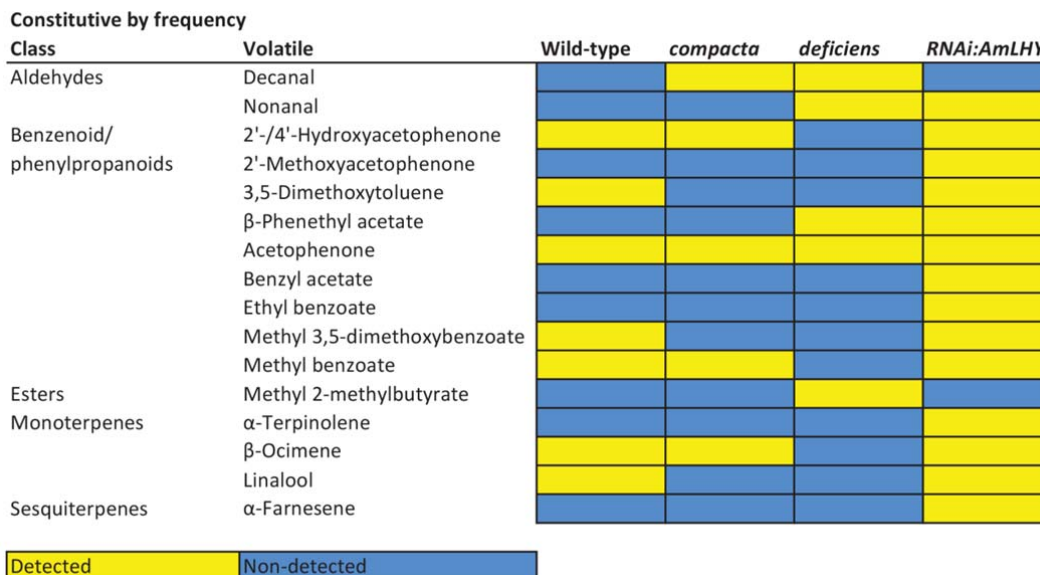 Constitutive by frequency
Class Volatile Wild-type compacta deficiens RNAi:AmLHY
Aldehydes Decanal
Nonanal
Benzenoid/ 2'-/4'-Hydroxyacetophenone
phenylpropanoids 2'-Methoxyacetophenone
3,5-Dimethoxytoluene
β-Phenethyl acetate
Acetophenone
Benzyl acetate
Ethyl benzoate
Methyl 3,5-dimethoxybenzoate
Methyl benzoate
Esters Methyl 2-methylbutyrate
Monoterpenes α-Terpinolene
β-Ocimene
Linalool
Sesquiterpenes α-Farnesene
Detected Non-detected